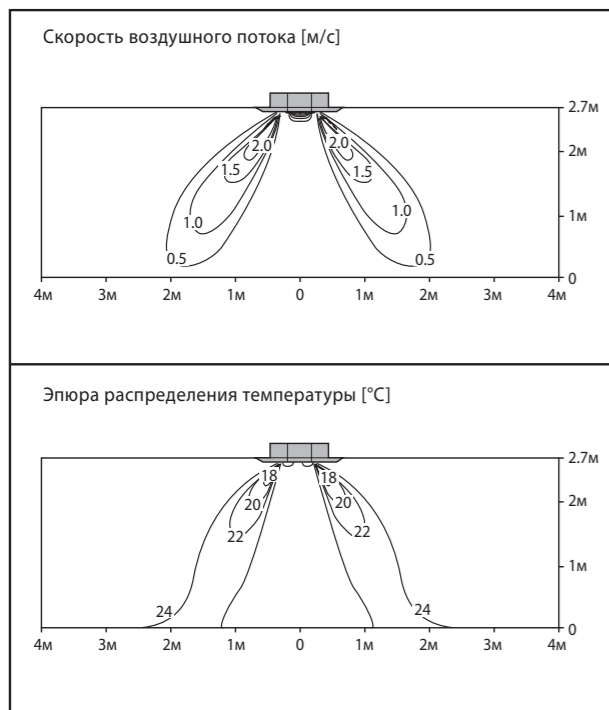 Скорость воздушного потока [м/с]
2.7м
2.0 2.0
2м
1.5 1.5
1.0 1.0
1м
0.5 0.5
0
4м 3м 2м 1м 0 1м 2м 3м 4м
Эпюра распределения температуры [°C]
2.7м
18 18
20 20
2м
22 22
1м
24 24
0
4м 3м 2м 1м 0 1м 2м 3м 4м